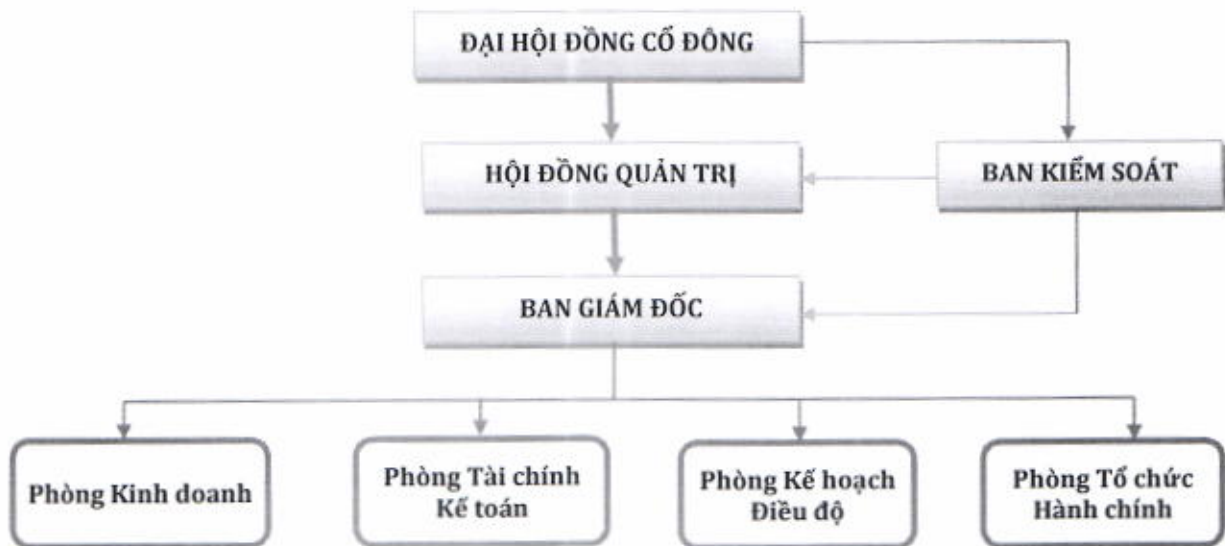 ĐẠI HỘI ĐỒNG CỔ ĐÔNG
HỘI ĐỒNG QUẢN TRỊ
BAN KIỂM SOÁT
BAN GIÁM ĐỐC
Phòng Kinh doanh
Phòng Tài chính
Kế toán
Phòng Kế hoạch
Điều độ
Phòng Tổ chức
Hành chính